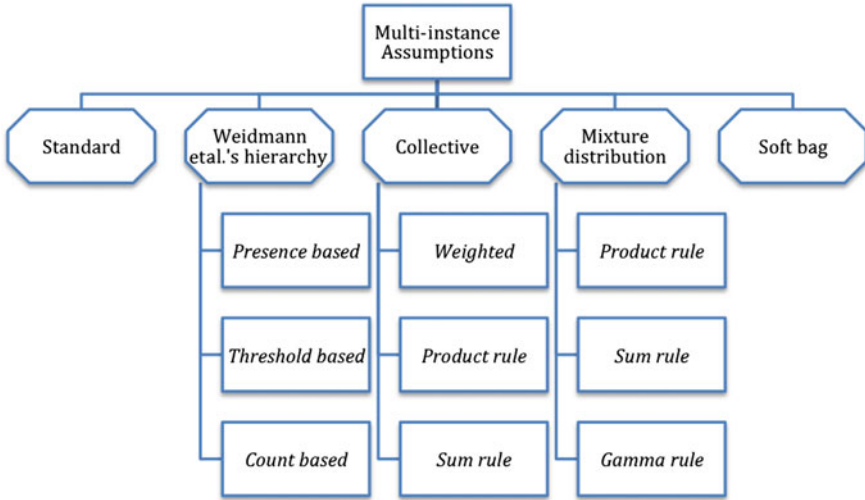 Multi-instance
Assumptions
Standard
Weidmann
etal.'s hierarchy
Collective
Mixture
distribution
Soft bag
Presence based
Weighted
Product rule
Threshold based
Product rule
Sum rule
Count based
Sum rule
Gamma rule